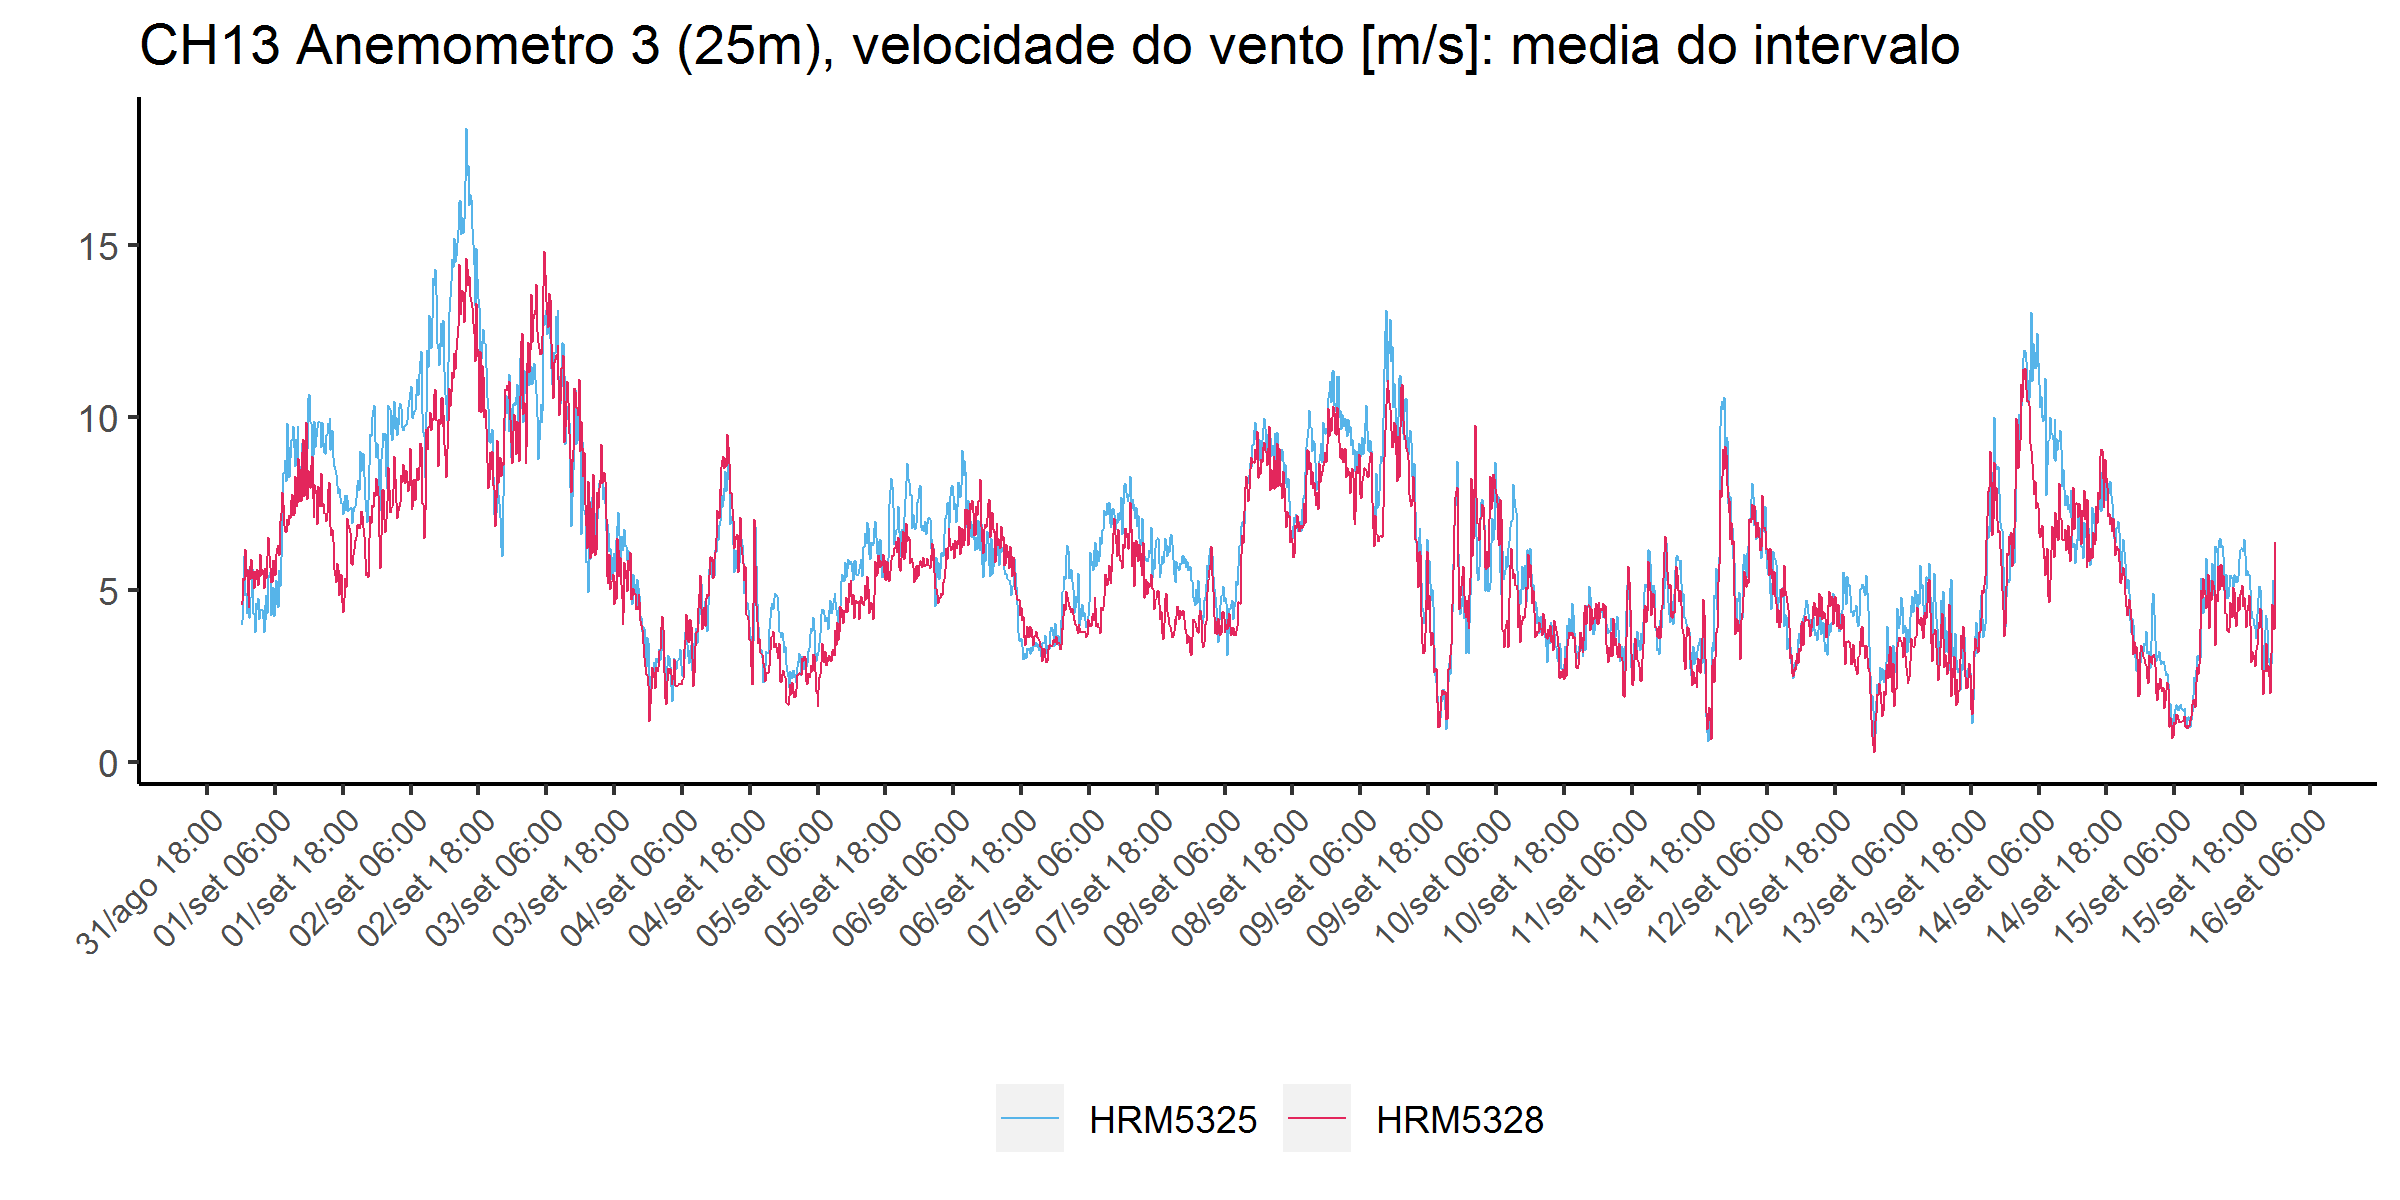 CH13 Anemometro 3 (25m), velocidade do vento [m/s]: media do intervalo
15
10
5
0
31/ago 18:00
01/set 06:00
01/set 18:00
02/set 06:00
02/set 18:00
03/set 06:00
03/set 18:00
04/set 06:00
04/set 18:00
05/set 06:00
05/set 18:00
06/set 06:00
06/set 18:00
07/set 06:00
07/set 18:00
08/set 06:00
08/set 18:00
09/set 06:00
09/set 18:00
10/set 06:00
10/set 18:00
11/set 06:00
11/set 18:00
12/set 06:00
12/set 18:00
13/set 06:00
13/set 18:00
14/set 06:00
14/set 18:00
15/set 06:00
15/set 18:00
16/set 06:00
HRM5325
HRM5328